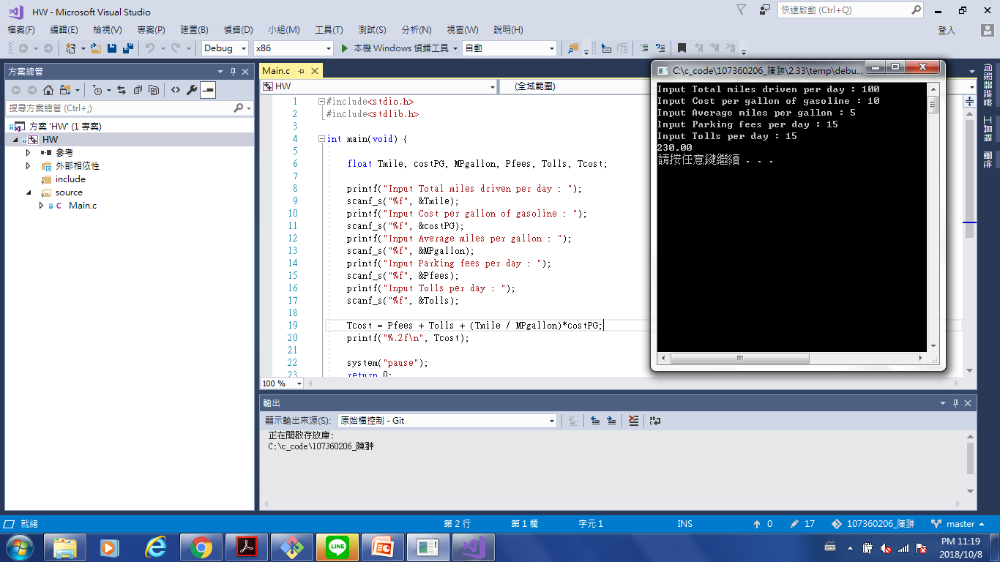 HW - Microsoft Visual Studio
快速啟動 (Ctrl+Q)
檔案(F) 編輯(E) 檢視(V) 專案(P) 建置(B) 偵錯(D) 小組(M) 工具(T) 測試(S) 分析(N) 視窗(W) 說明(H)
登入
Debug x86 本機 Windows 偵錯工具 自動
方案總管
搜尋方案總管 (Ctrl+;)
方案 'HW' (1 專案)
HW
參考
外部相依性
include
source
Main.c
Main.c
HW (全域範圍)
1 #include<stdio.h>
2 #include<stdlib.h>
3
4 int main(void) {
5
6 float Tmile, costPG, MPgallon, Pfees, Tolls, Tcost;
7
8 printf("Input Total miles driven per day : ");
9 scanf_s("%f", &Tmile);
10 printf("Input Cost per gallon of gasoline : ");
11 scanf_s("%f", &costPG);
12 printf("Input Average miles per gallon : ");
13 scanf_s("%f", &MPgallon);
14 printf("Input Parking fees per day : ");
15 scanf_s("%f", &Pfees);
16 printf("Input Tolls per day : ");
17 scanf_s("%f", &Tolls);
18
19 Tcost = Pfees + Tolls + (Tmile / MPgallon)*costPG;
20 printf("%.2f\n", Tcost);
21
22 system("pause");
23 return 0;
100 %
C:\c_code\107360206_陳翀\2.33\temp\debu...
Input Total miles driven per day : 100
Input Cost per gallon of gasoline : 10
Input Average miles per gallon : 5
Input Parking fees per day : 15
Input Tolls per day : 15
230.00
請按任意鍵繼續 . . .
伺服器總管
工具箱
屬性
輸出
顯示輸出來源(S): 原始檔控制 - Git
正在開啟存放庫:
C:\c_code\107360206_陳翀
就緒 第 2 行 第 1 欄 字元 1 INS 0 17 107360206_陳翀 master
LINE
PM 11:19
2018/10/8